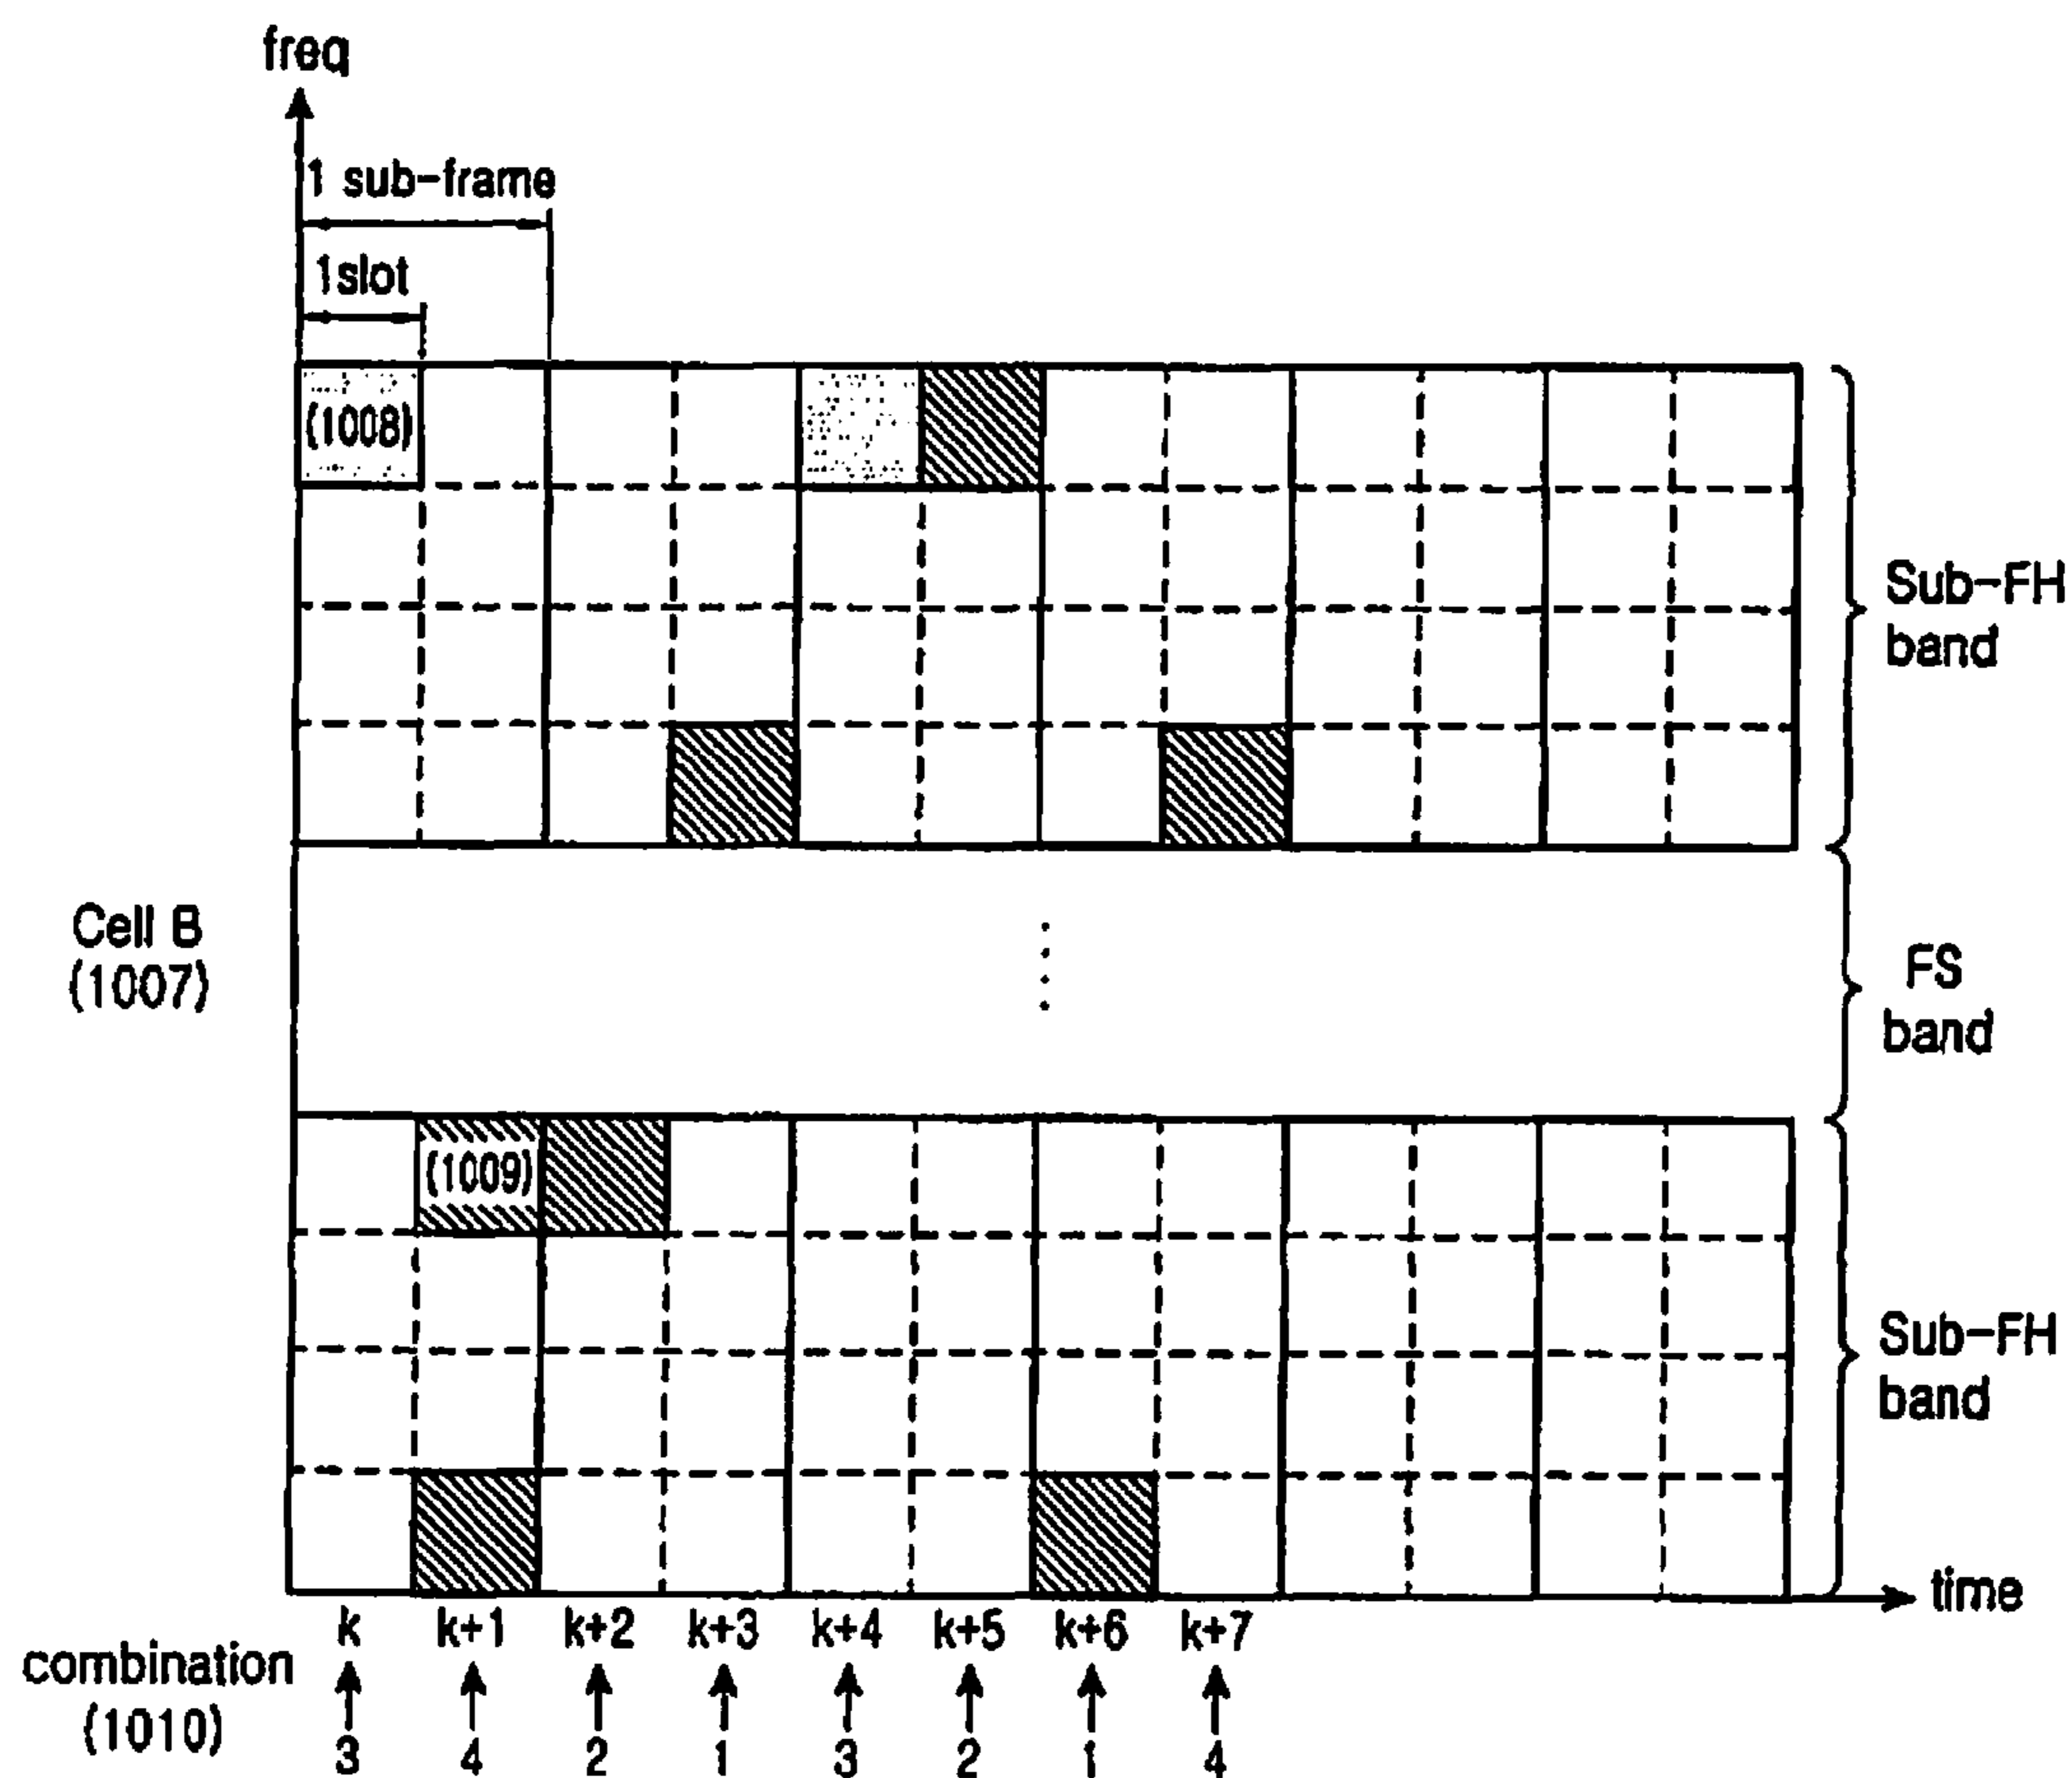 freq
1 sub-frame
1slot
(1008)
Sub-FH
band
Cell B
(1007)
FS
band
(1009)
Sub-FH
band
time
k k+1 k+2 k+3 k+4 k+5 k+6 k+7
combination
(1010)
3 4 2 1 3 2 1 4